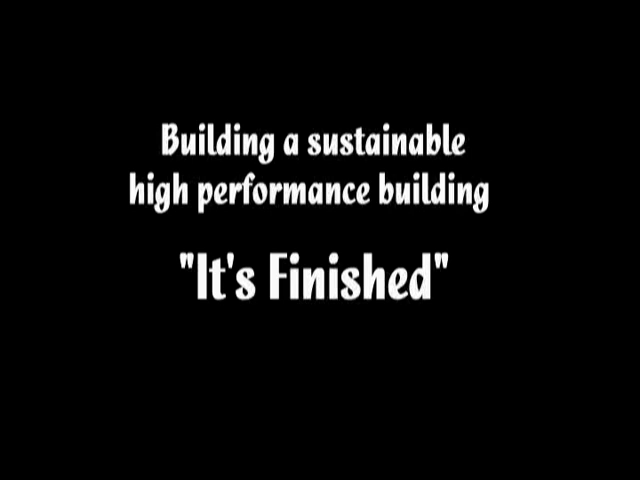 Building a sustainable
high performance building
"It's Finished"